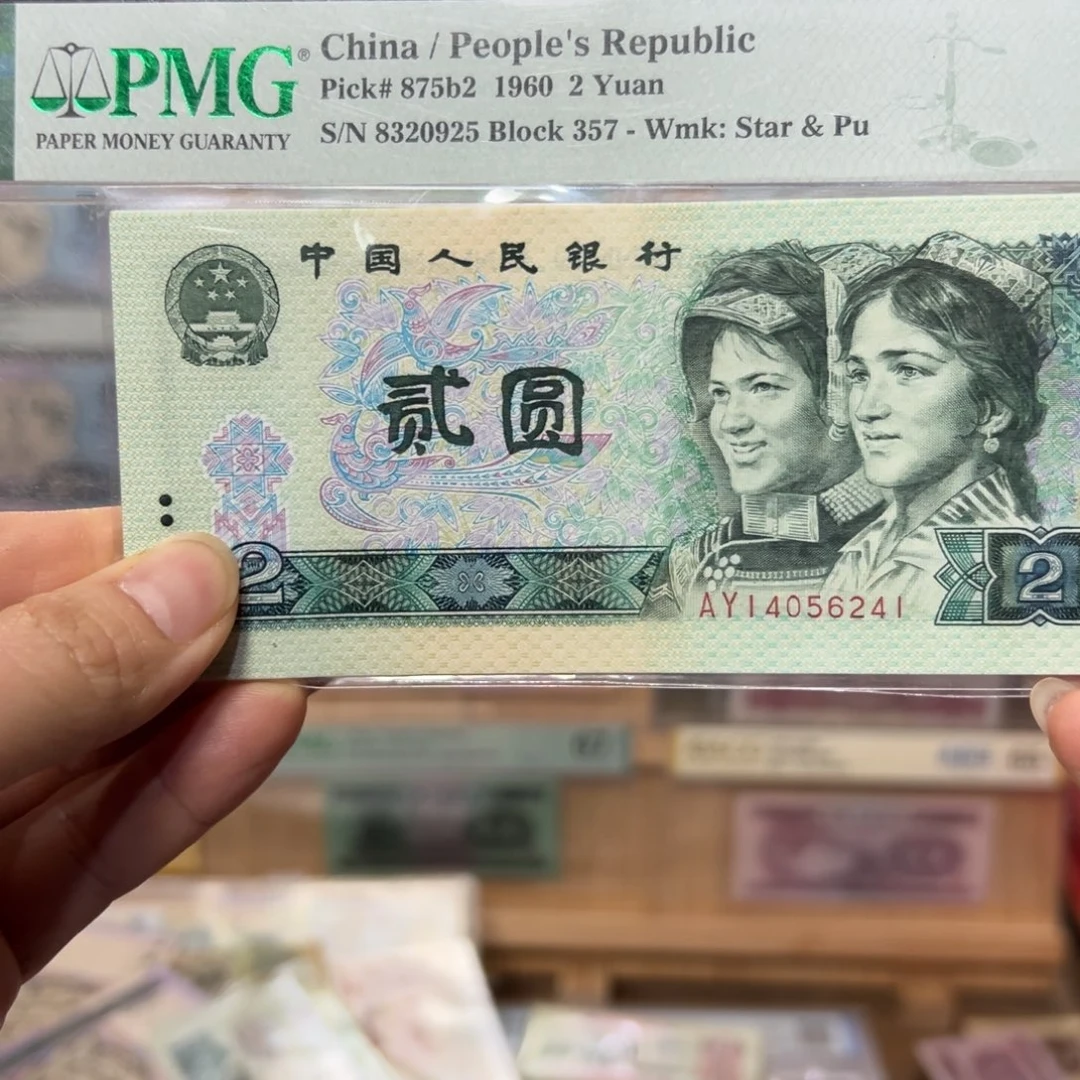 PMG®
PAPER MONEY GUARANTY
China / People's Republic
Pick# 875b2 1960 2 Yuan
S/N 8320925 Block 357 - Wmk: Star & Pu
中国人民银行
贰圆
2
2
AY14056241